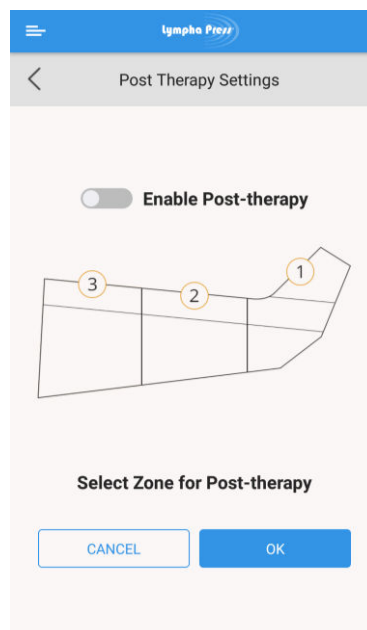 Lympha Press
Post Therapy Settings
Enable Post-therapy
1
3
2
Select Zone for Post-therapy
CANCEL
OK